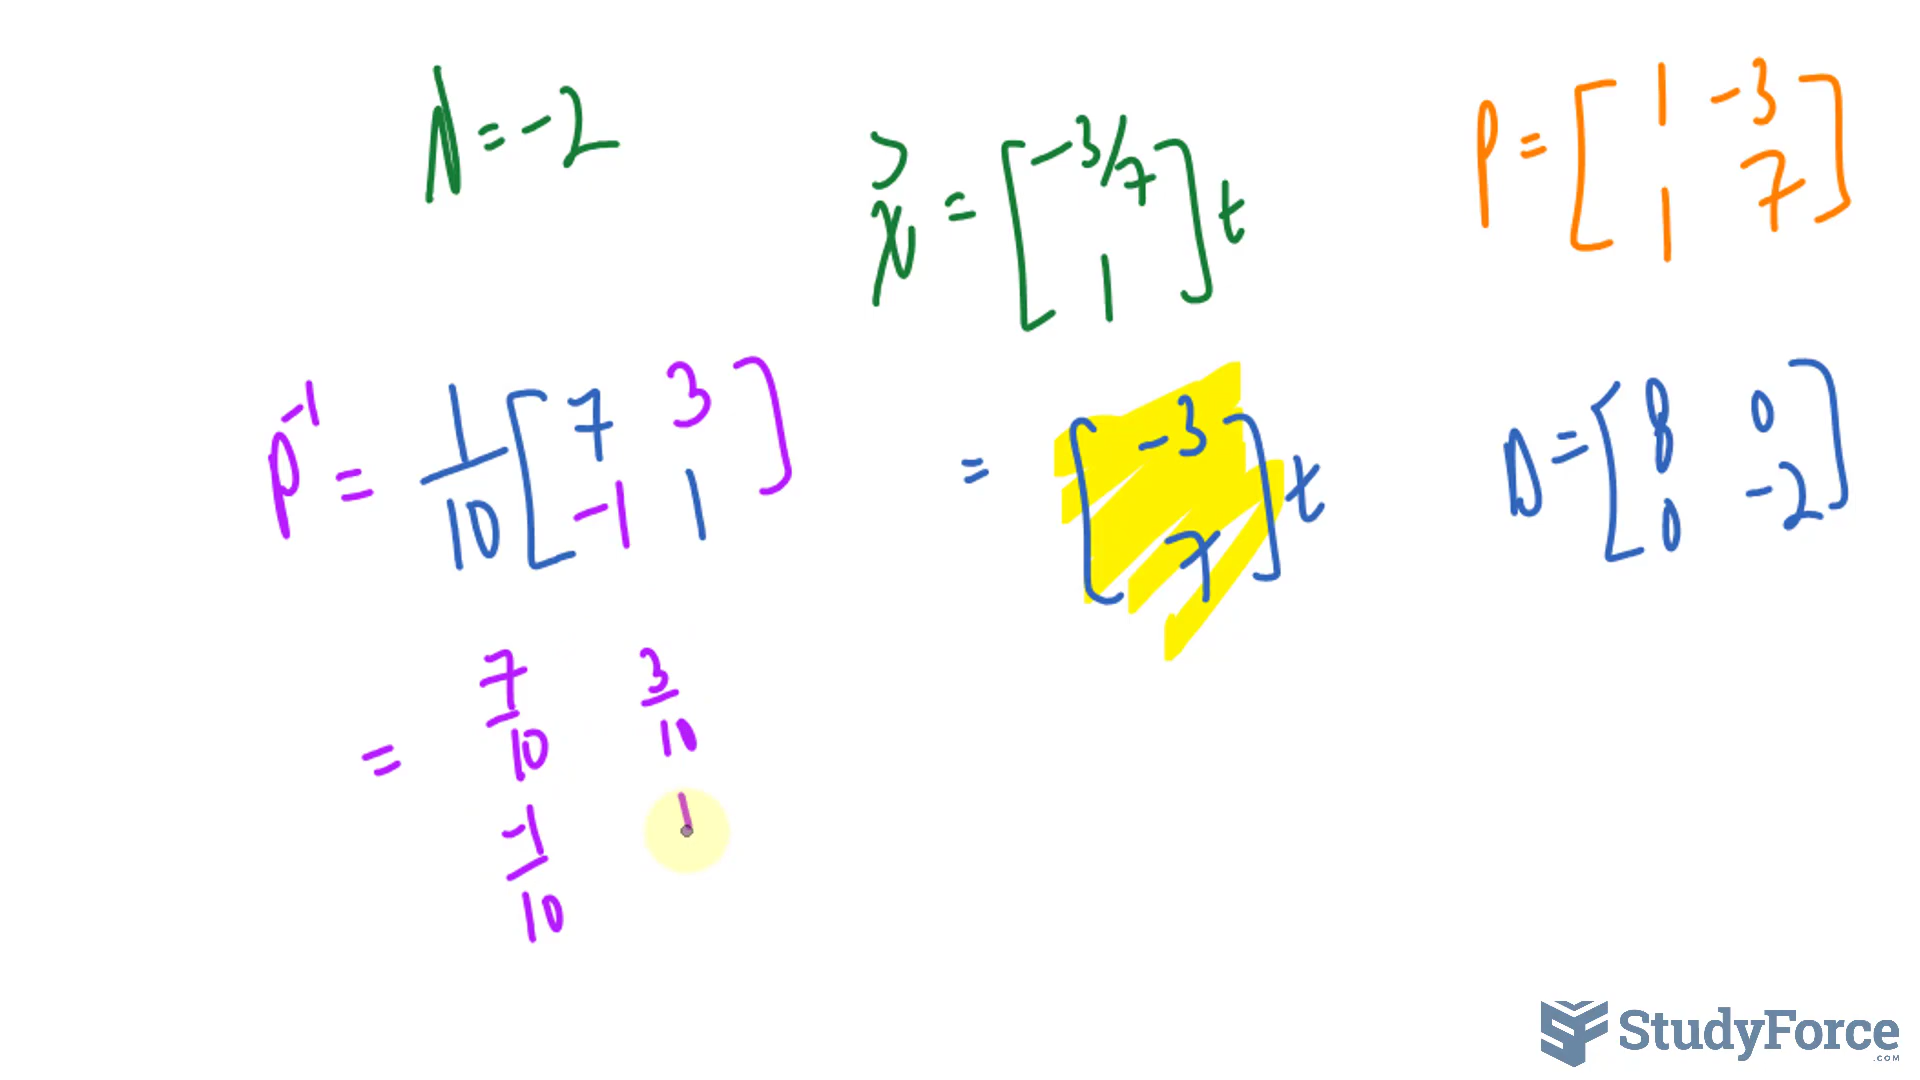 λ = -2
x⃗ = [ -3/7
1 ] t
= [ -3
7 ] t
P = [ 1 -3
1 7 ]
D = [ 8 0
0 -2 ]
P⁻¹ = 1/10 [ 7 3
-1 1 ]
= 7/10 3/10
-1/10
StudyForce
.COM